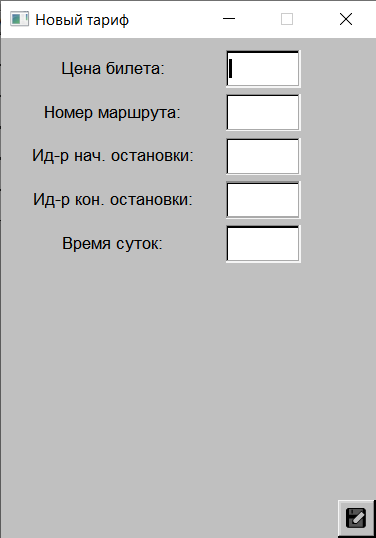 Новый тариф
Цена билета:
Номер маршрута:
Ид-р нач. остановки:
Ид-р кон. остановки:
Время суток: